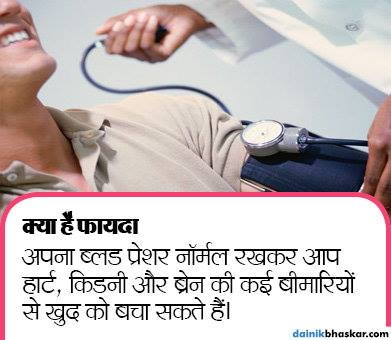 क्या है फायदा
अपना ब्लड प्रेशर नॉर्मल रखकर आप
हार्ट, किडनी और ब्रेन की कई बीमारियों
से खुद को बचा सकते हैं।
dainikbhaskar.com